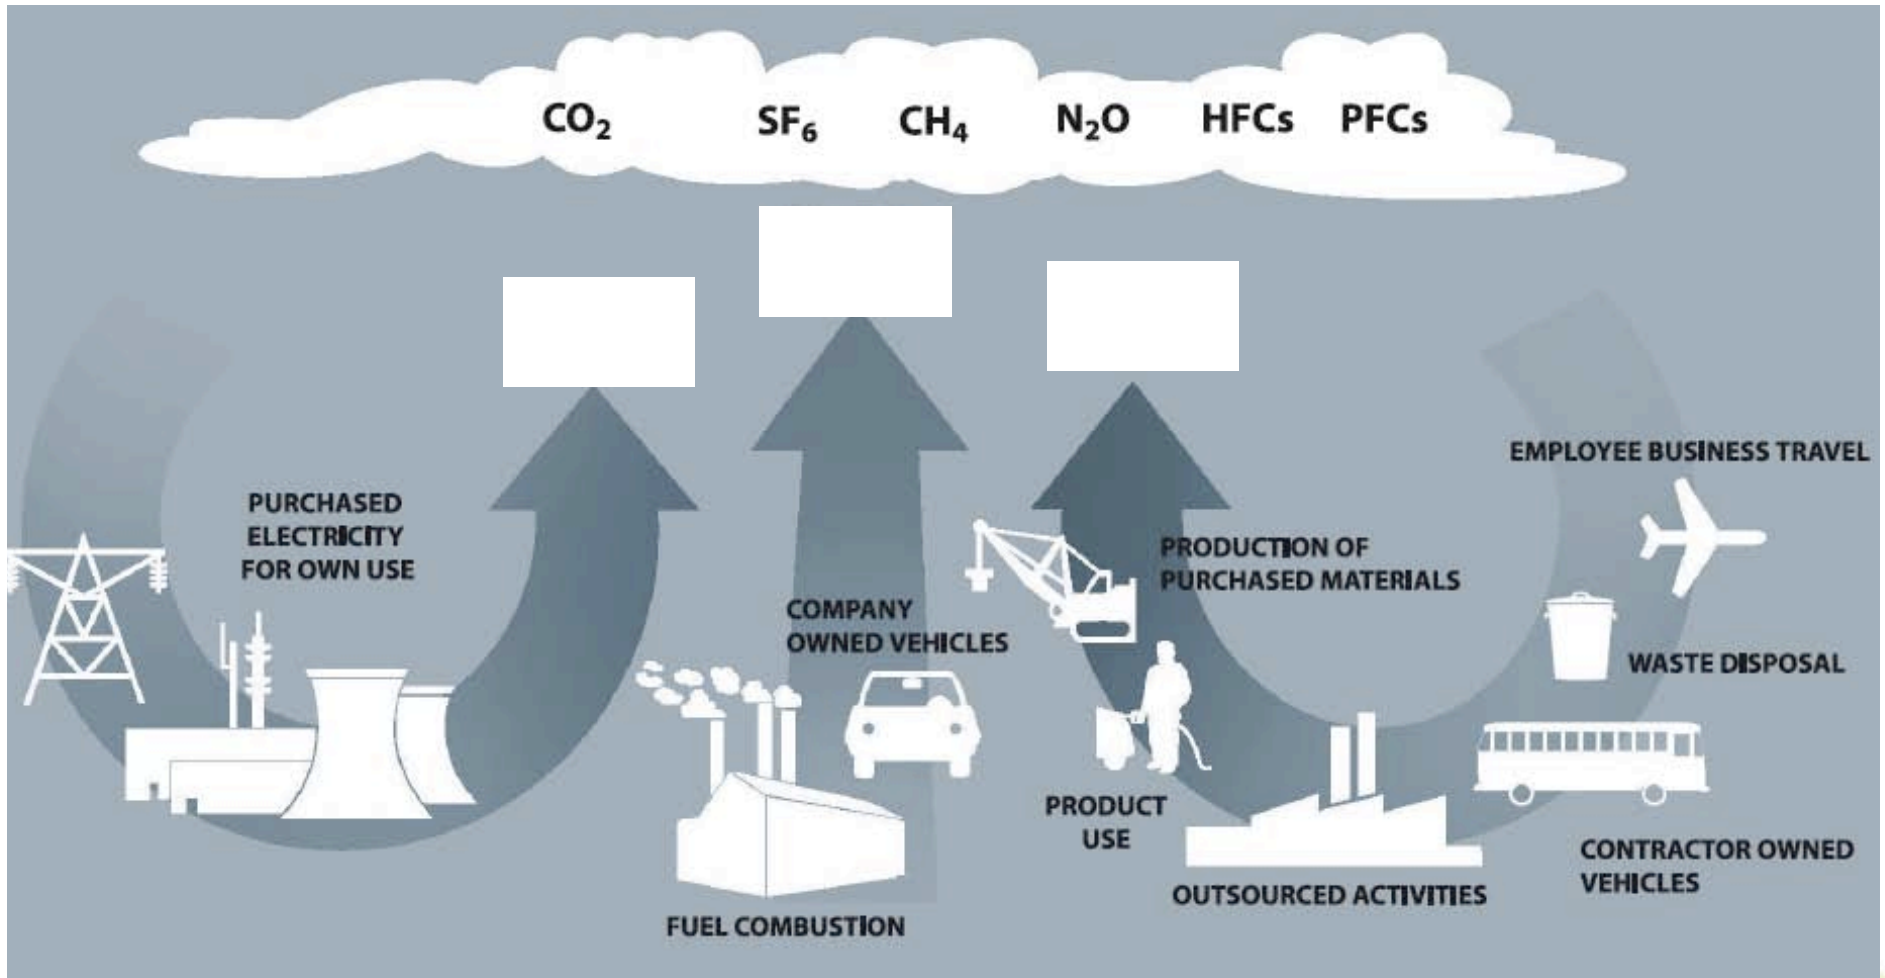 CO₂ SF₆ CH₄ N₂O HFCs PFCs
PURCHASED
ELECTRICITY
FOR OWN USE
COMPANY
OWNED VEHICLES
FUEL COMBUSTION
PRODUCTION OF
PURCHASED MATERIALS
PRODUCT
USE
OUTSOURCED ACTIVITIES
EMPLOYEE BUSINESS TRAVEL
WASTE DISPOSAL
CONTRACTOR OWNED
VEHICLES